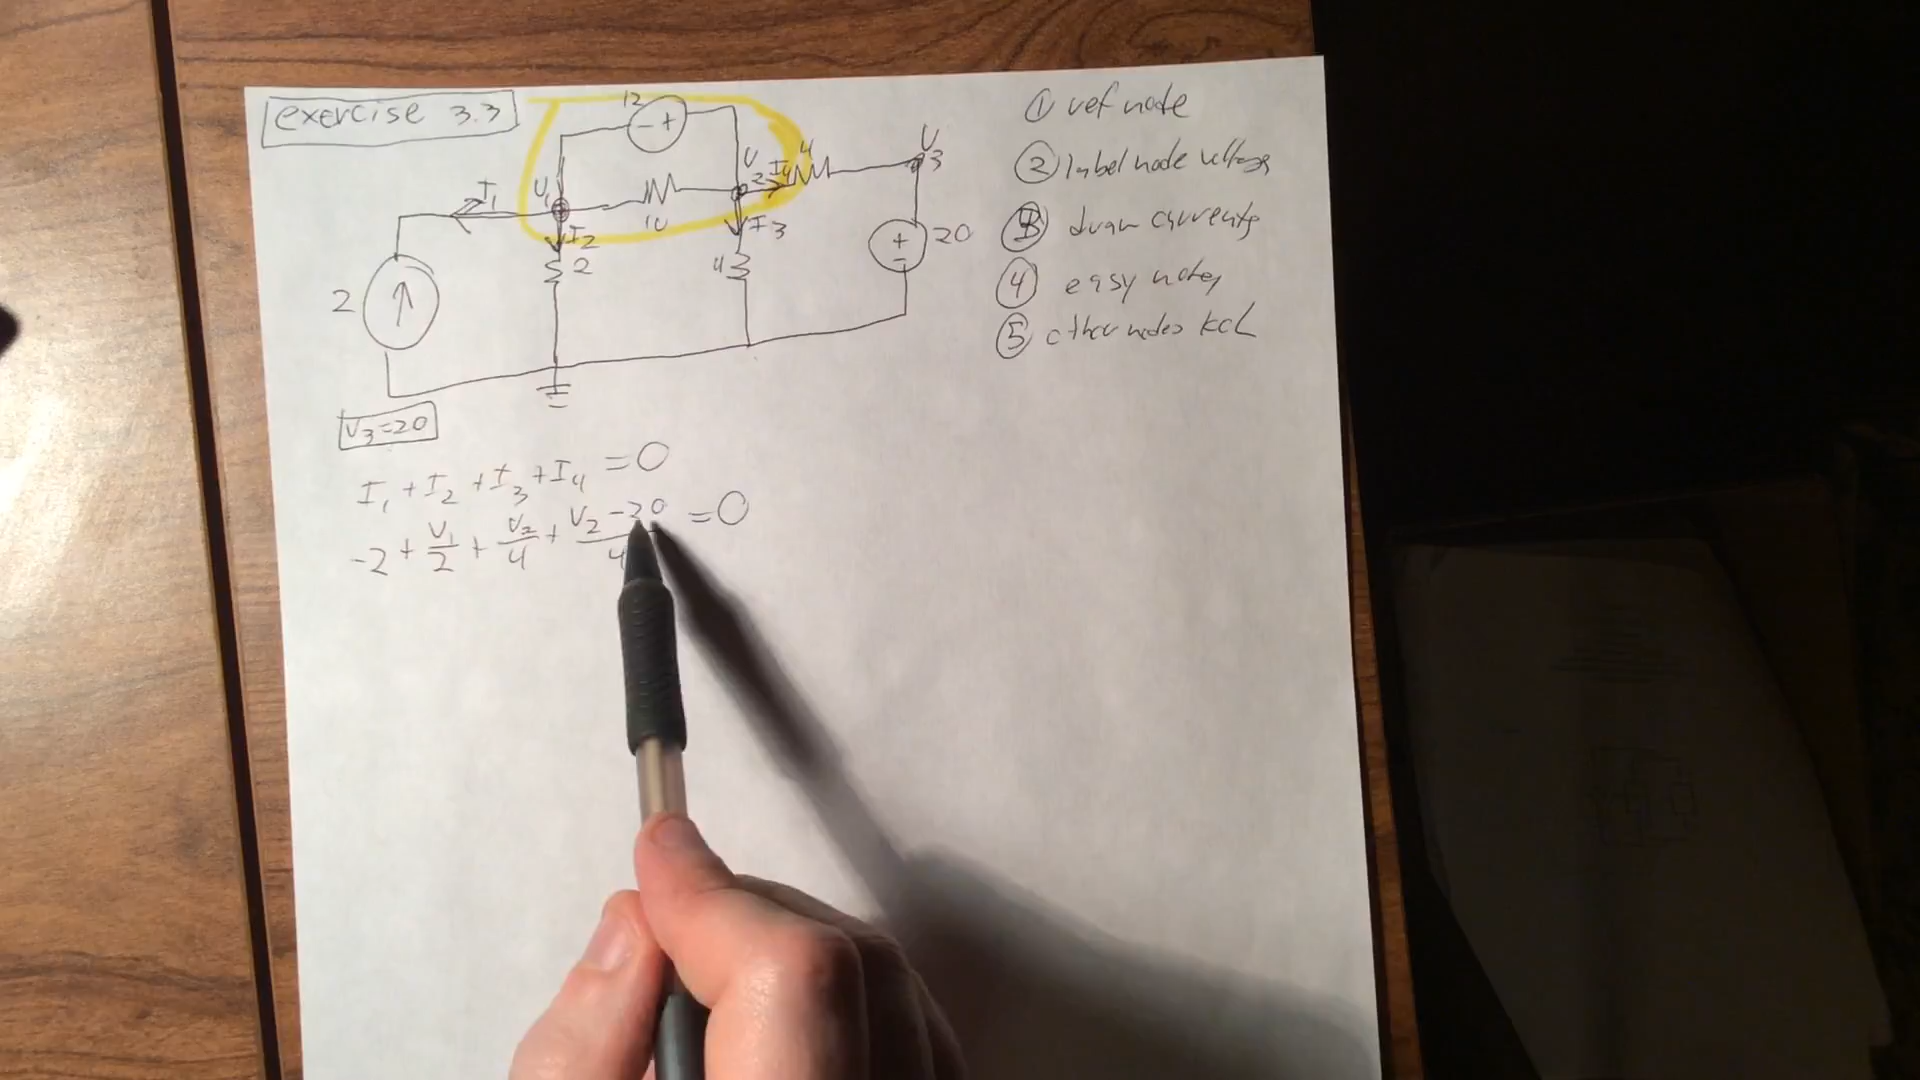 exercise 3.3
12
- +
I1
V1
10
V2
I4
4
V3
I2
2
I3
4
+
-
20
2
V3=20
I1 + I2 + I3 + I4 = 0
-2 + V1/2 + V2/4 + V2-20/4 = 0
① ref node
② label node voltages
③ draw currents
④ easy nodes
⑤ other nodes KCL